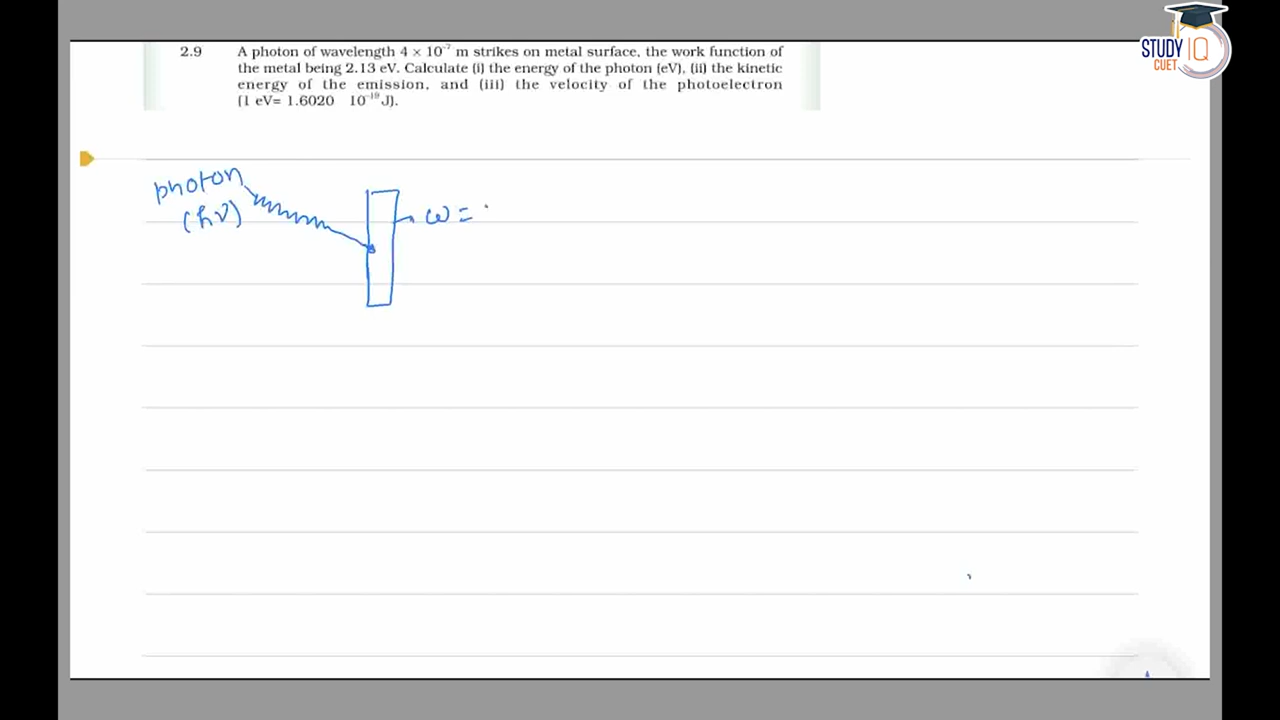 STUDY IQ
CUET
2.9 A photon of wavelength 4 × 10⁻⁷ m strikes on metal surface, the work function of
the metal being 2.13 eV. Calculate (i) the energy of the photon (eV), (ii) the kinetic
energy of the emission, and (iii) the velocity of the photoelectron
(1 eV= 1.6020 10⁻¹⁹ J).
photon
(hν)
ω =